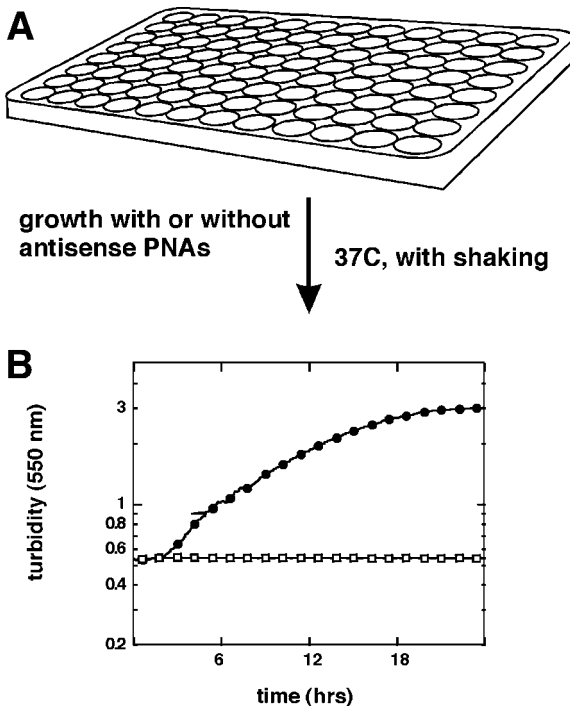 A
growth with or without
antisense PNAs
37C, with shaking
B
turbidity (550 nm)
3
1
0.8
0.6
0.4
0.2
6
12
18
time (hrs)